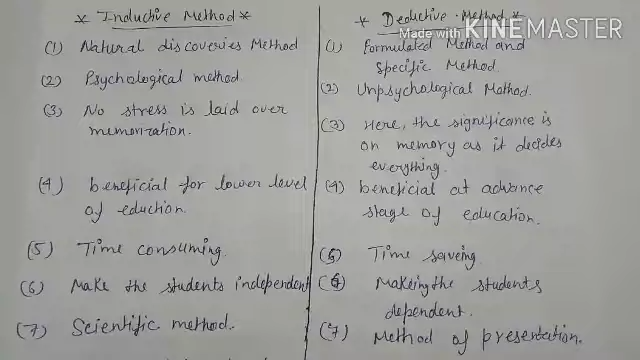 * Inductive Method *
(1) Natural discoveries Method
(2) Psychological method
(3) No stress is laid over
memorization.
(4) beneficial for lower level
of eduction.
(5) Time consuming.
(6) Make the students independent
(7) Scientific method.
* Deductive Method *
(1) Formulated Method and
Specific Method.
(2) Unpsychological Method.
(3) Here, the significance is
on memory as it decides
everything.
(4) beneficial at advance
stage of education.
(5) Time saveing.
(6) Makeing the students
dependent.
(7) Method of presentation.
Made with KINEMASTER